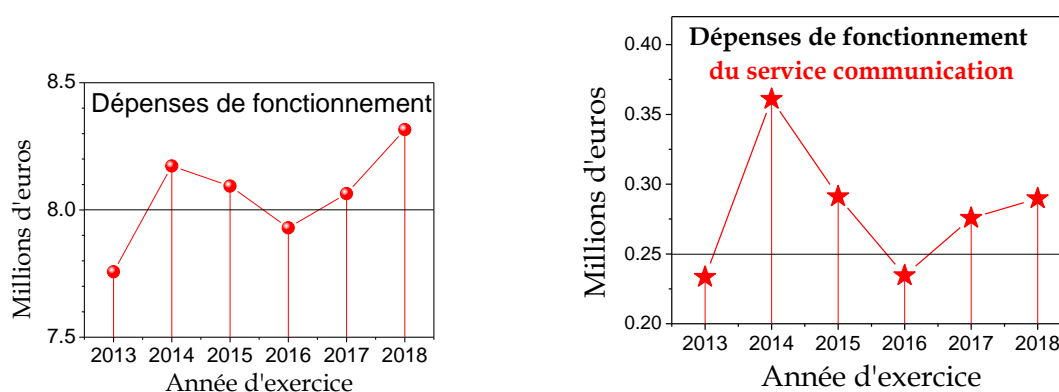 Dépenses de fonctionnement
Millions d'euros
8.5
8.0
7.5
2013 2014 2015 2016 2017 2018
Année d'exercice
Dépenses de fonctionnement
du service communication
Millions d'euros
0.40
0.35
0.30
0.25
0.20
2013 2014 2015 2016 2017 2018
Année d'exercice